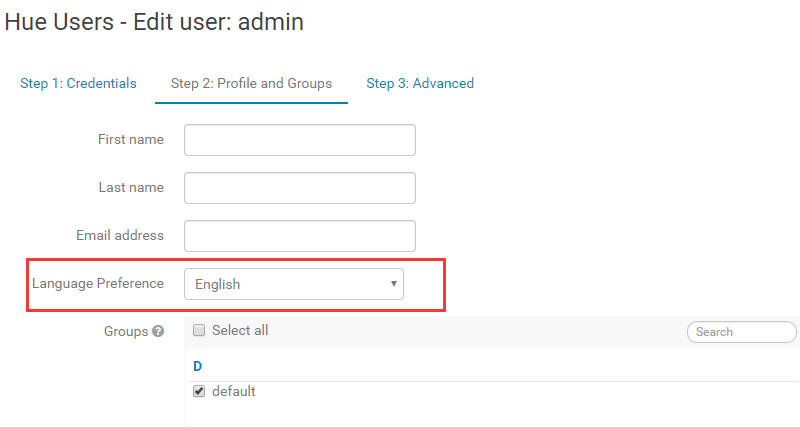 Hue Users - Edit user: admin
Step 1: Credentials Step 2: Profile and Groups Step 3: Advanced
First name
Last name
Email address
Language Preference English
Groups Select all Search
D
default